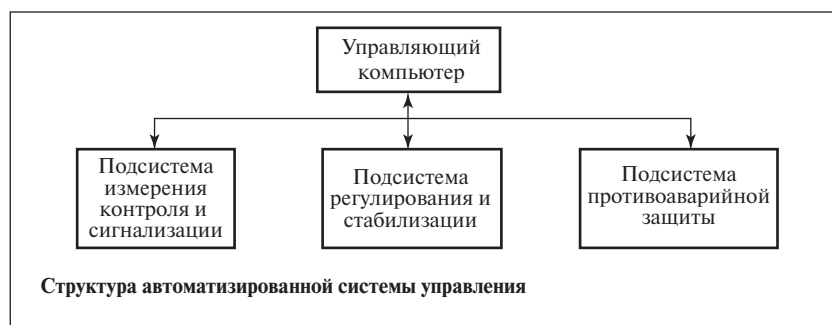 Управляющий
компьютер
Подсистема
измерения
контроля и
сигнализации
Подсистема
регулирования и
стабилизации
Подсистема
противоаварийной
защиты
Структура автоматизированной системы управления